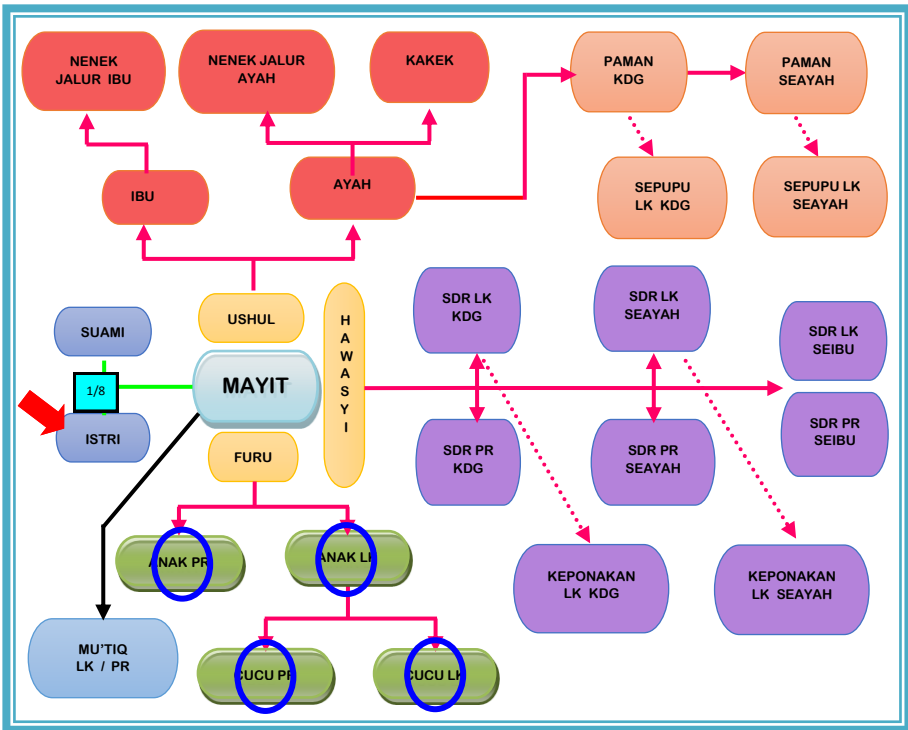 NENEK
JALUR IBU
NENEK JALUR
AYAH
KAKEK
PAMAN
KDG
PAMAN
SEAYAH
IBU
AYAH
SEPUPU
LK KDG
SEPUPU LK
SEAYAH
SUAMI
USHUL
H
A
W
A
S
Y
I
SDR LK
KDG
SDR LK
SEAYAH
SDR LK
SEIBU
1/8
MAYIT
ISTRI
FURU
SDR PR
KDG
SDR PR
SEAYAH
SDR PR
SEIBU
ANAK PR
ANAK LK
KEPONAKAN
LK KDG
KEPONAKAN
LK SEAYAH
MU’TIQ
LK / PR
CUCU PR
CUCU LK